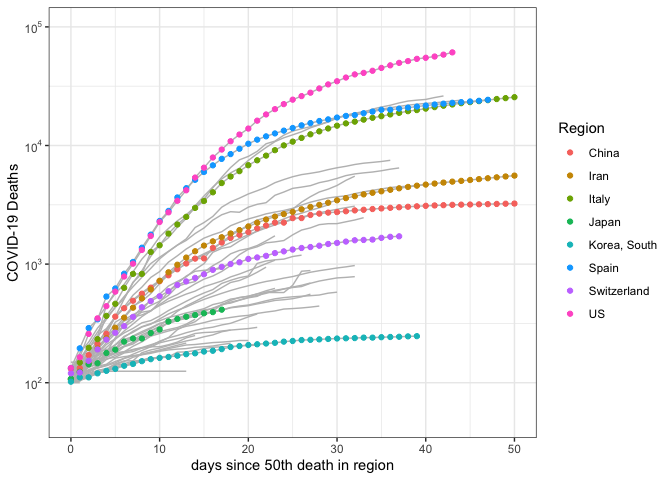 10^5
10^4
10^3
10^2
COVID-19 Deaths
0
10
20
30
40
50
days since 50th death in region
Region
China
Iran
Italy
Japan
Korea, South
Spain
Switzerland
US